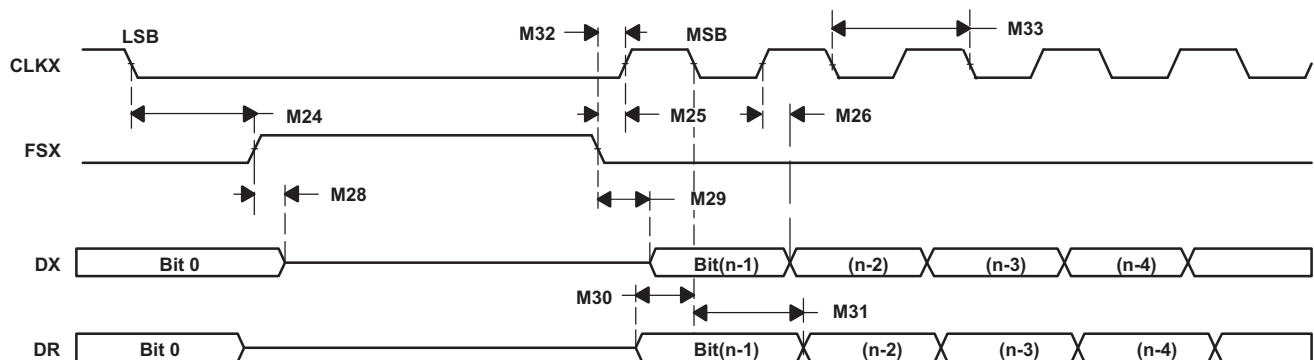 LSB
M32
MSB
M33
CLKX
M24
M25
M26
FSX
M28
M29
DX
Bit 0
Bit(n-1)
(n-2)
(n-3)
(n-4)
M30
M31
DR
Bit 0
Bit(n-1)
(n-2)
(n-3)
(n-4)